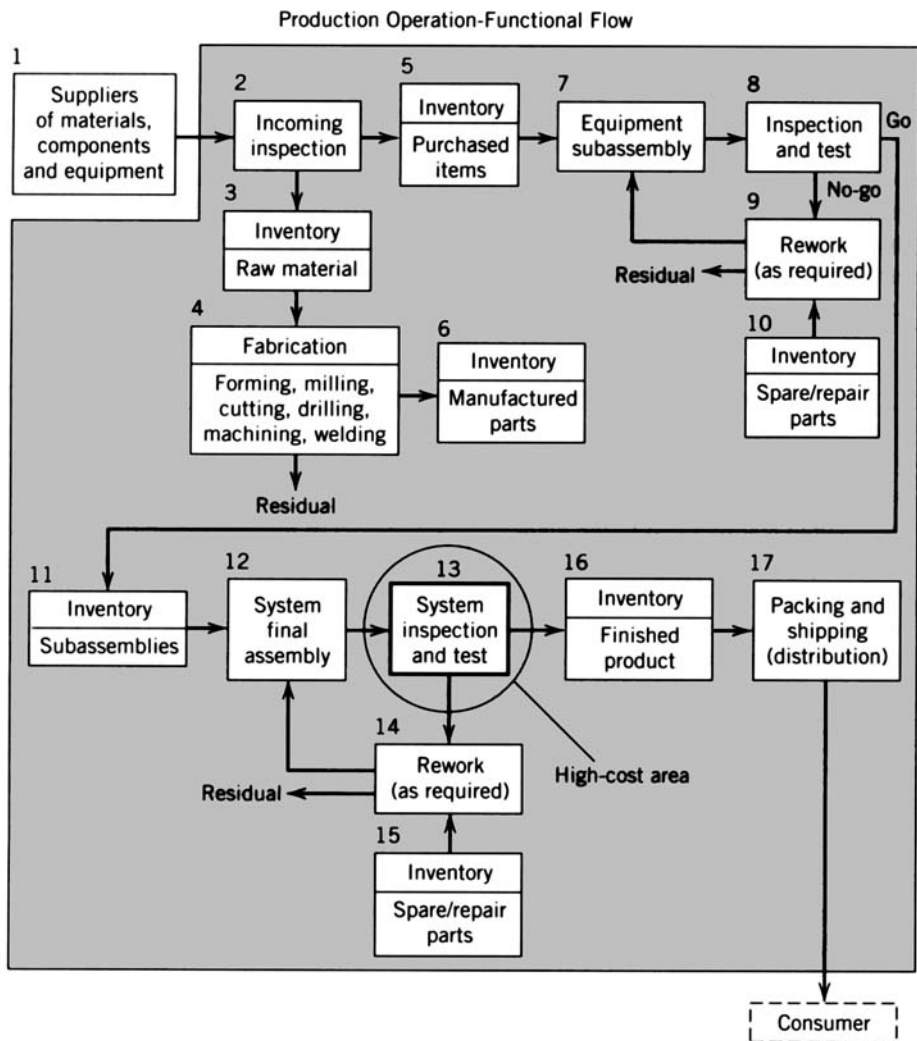 Production Operation-Functional Flow
1
Suppliers
of materials,
components
and equipment
2
Incoming
inspection
5
Inventory
Purchased
items
7
Equipment
subassembly
8
Inspection
and test
Go
No-go
3
Inventory
Raw material
9
Rework
(as required)
Residual
4
Fabrication
Forming, milling,
cutting, drilling,
machining, welding
Residual
6
Inventory
Manufactured
parts
10
Inventory
Spare/repair
parts
11
Inventory
Subassemblies
12
System
final
assembly
13
System
inspection
and test
16
Inventory
Finished
product
17
Packing and
shipping
(distribution)
14
Rework
(as required)
Residual
High-cost area
15
Inventory
Spare/repair
parts
Consumer